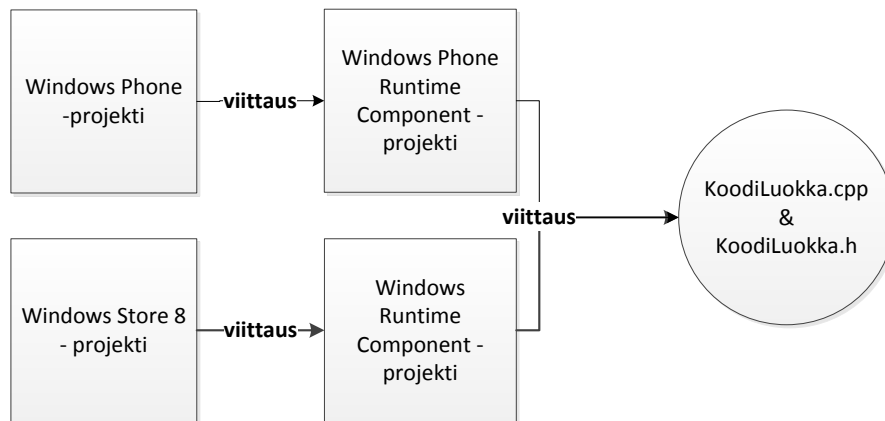 Windows Phone
-projekti
viittaus
Windows Phone
Runtime
Component -
projekti
viittaus
KoodiLuokka.cpp
&
KoodiLuokka.h
Windows Store 8
- projekti
viittaus
Windows
Runtime
Component -
projekti